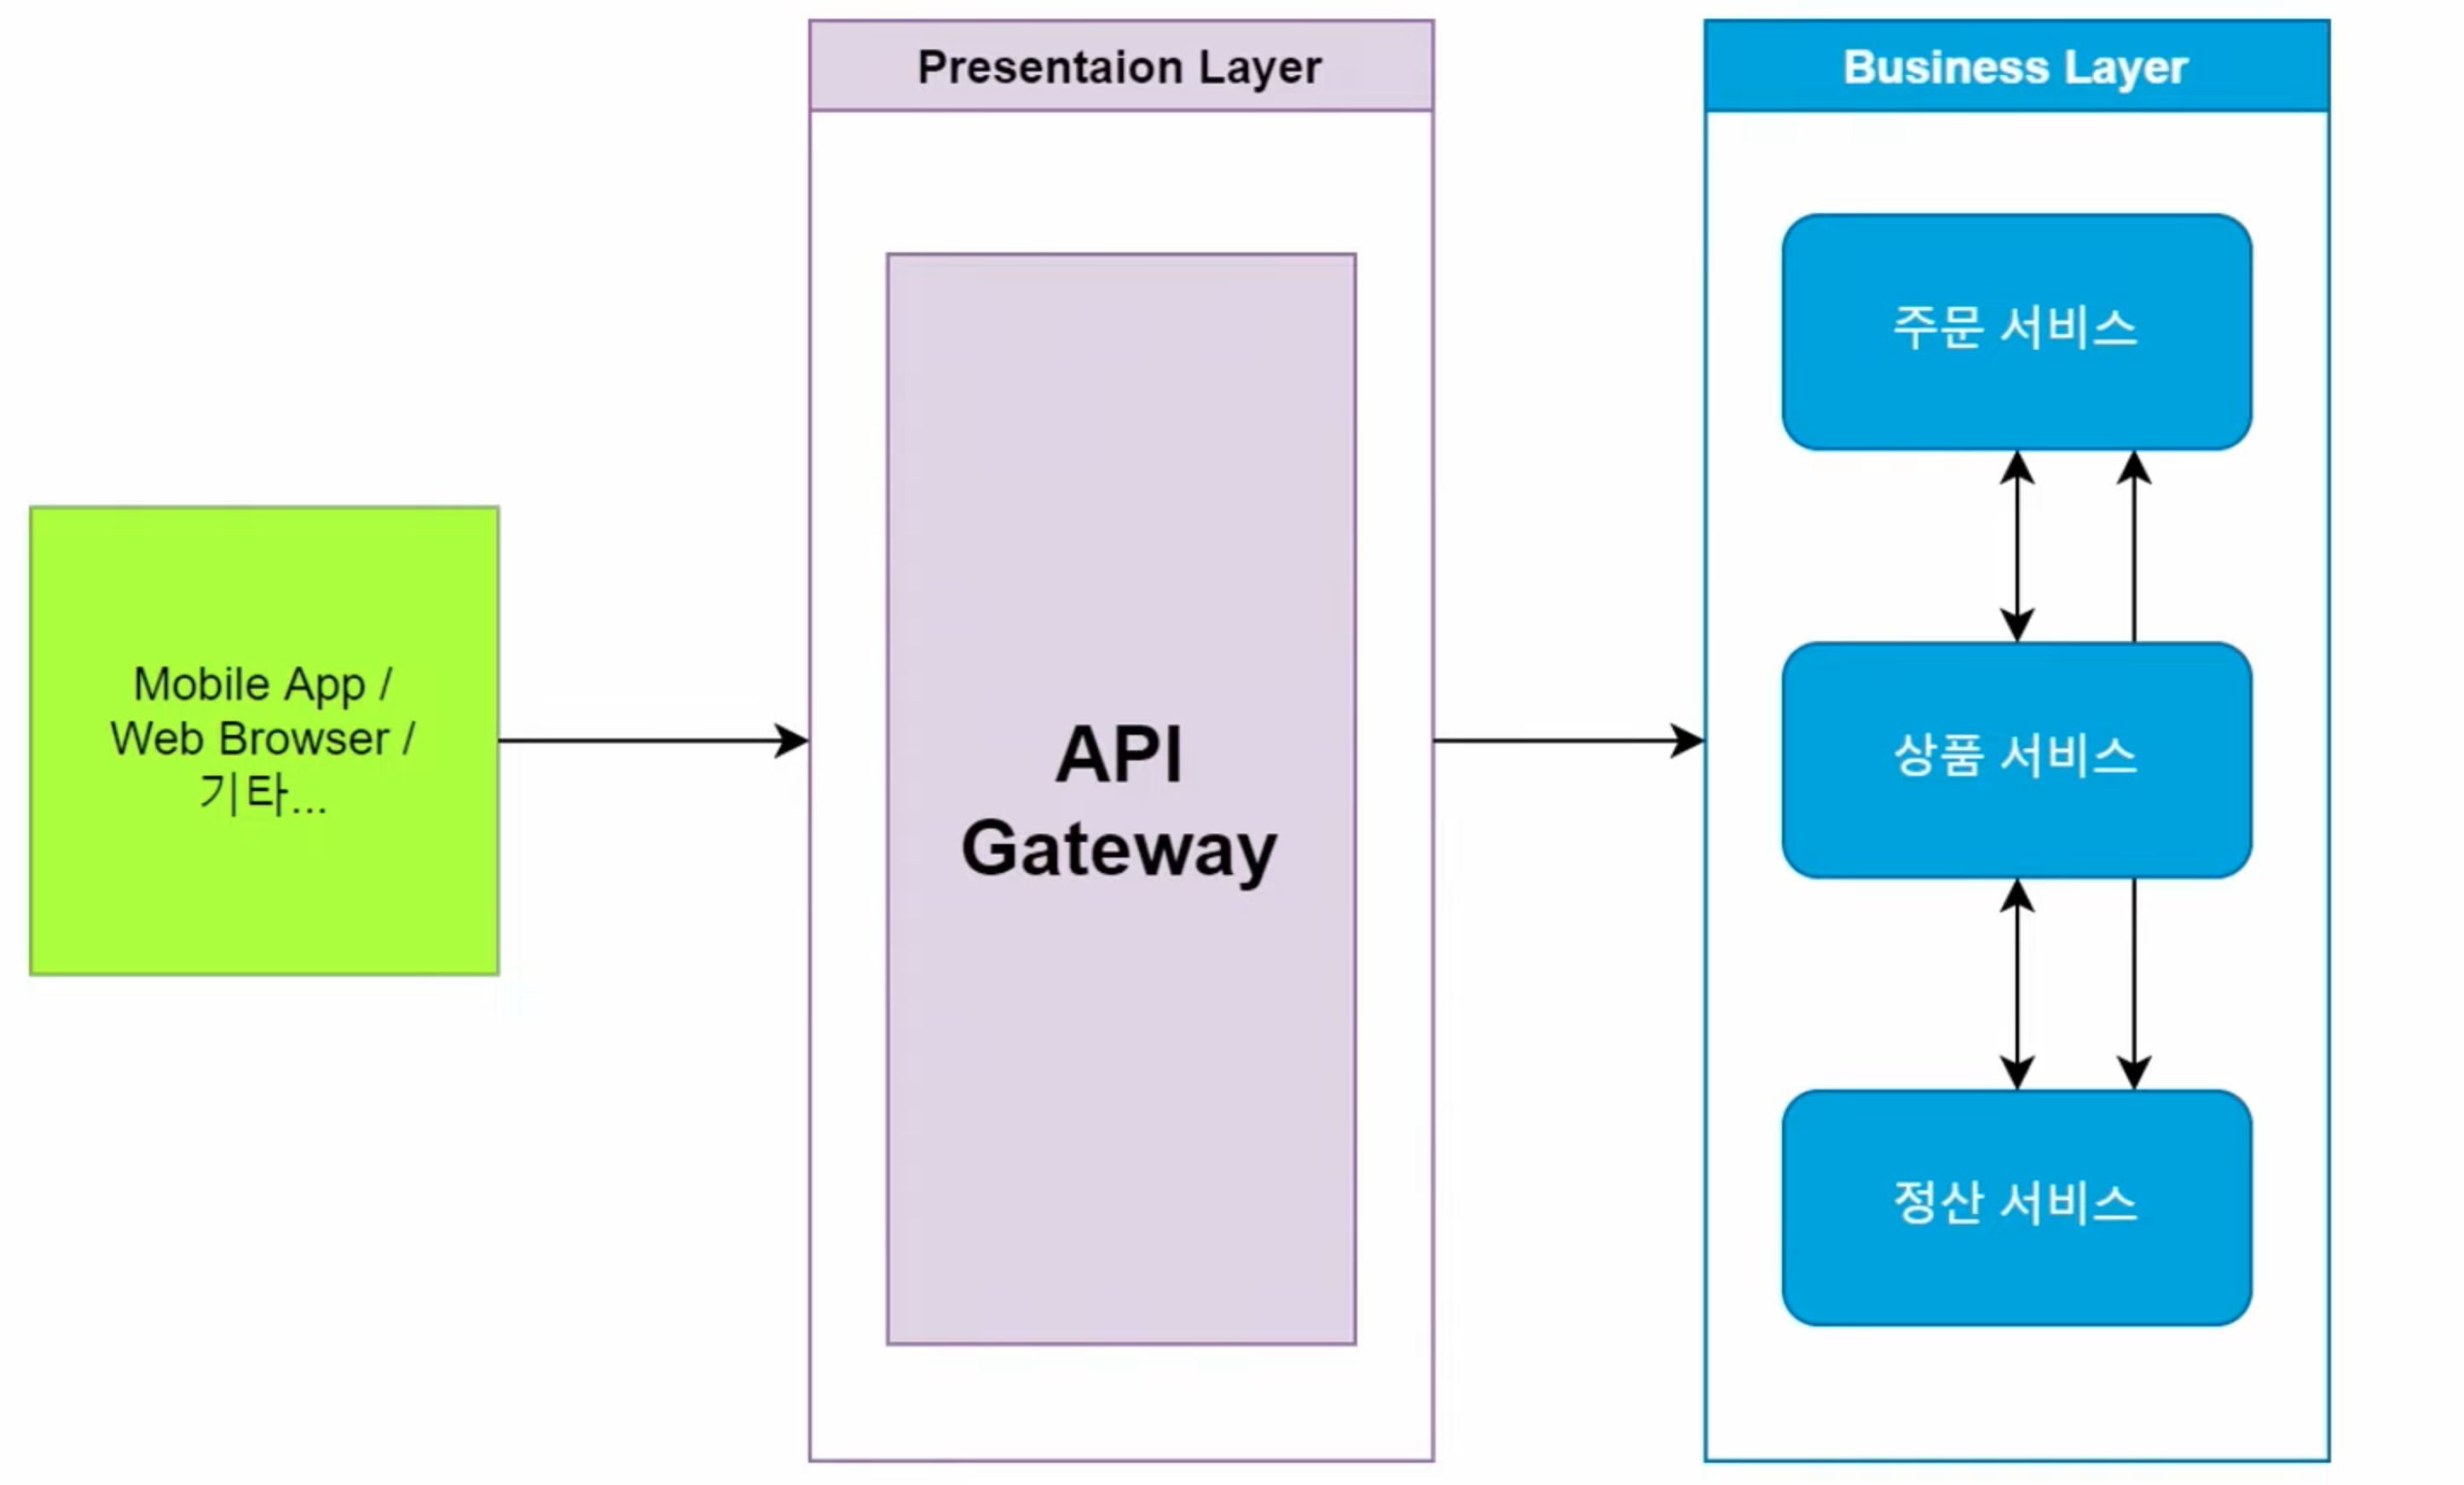 Presentaion Layer
Business Layer
주문 서비스
Mobile App /
Web Browser /
기타...
API
Gateway
상품 서비스
정산 서비스